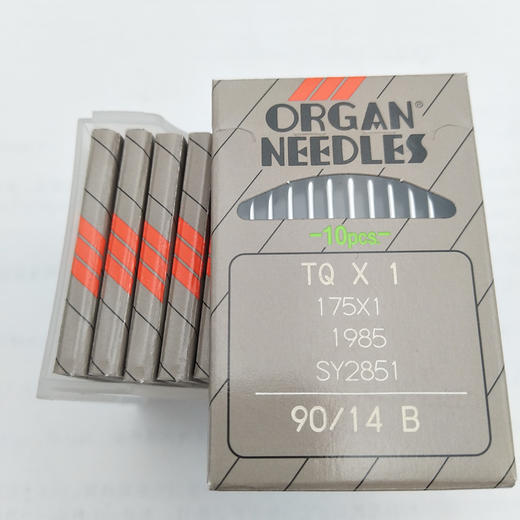 ORGAN®
NEEDLES
-10pcs.-
TQ X 1
175X1
1985
SY2851
90/14 B